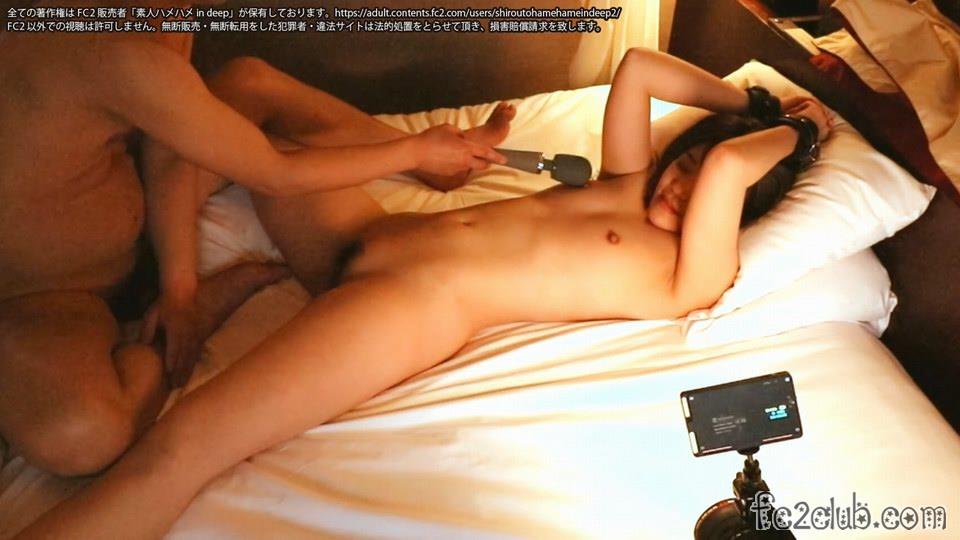 全ての著作権は FC2 販売者「素人ハメハメ in deep」が保有しております。https://adult.contents.fc2.com/users/shiroutohamehameindeep2/
FC2 以外での視聴は許可しません。無断販売・無断転用をした犯罪者・違法サイトは法的処置をとらせて頂き、損害賠償請求を致します。
fc2club.com